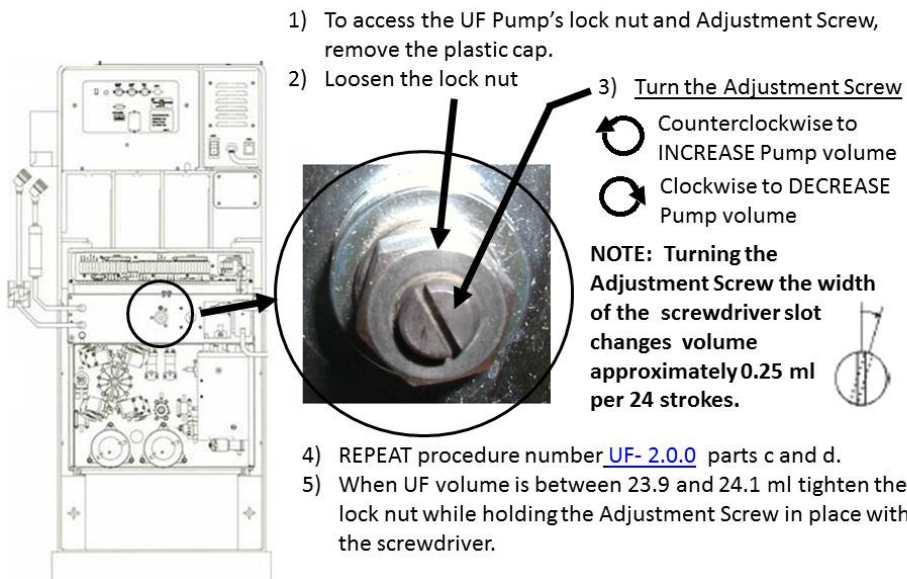 1) To access the UF Pump's lock nut and Adjustment Screw,
remove the plastic cap.
2) Loosen the lock nut
3) Turn the Adjustment Screw
Counterclockwise to
INCREASE Pump volume
Clockwise to DECREASE
Pump volume
NOTE: Turning the
Adjustment Screw the width
of the screwdriver slot
changes volume
approximately 0.25 ml
per 24 strokes.
4) REPEAT procedure number UF- 2.0.0 parts c and d.
5) When UF volume is between 23.9 and 24.1 ml tighten the
lock nut while holding the Adjustment Screw in place with
the screwdriver.